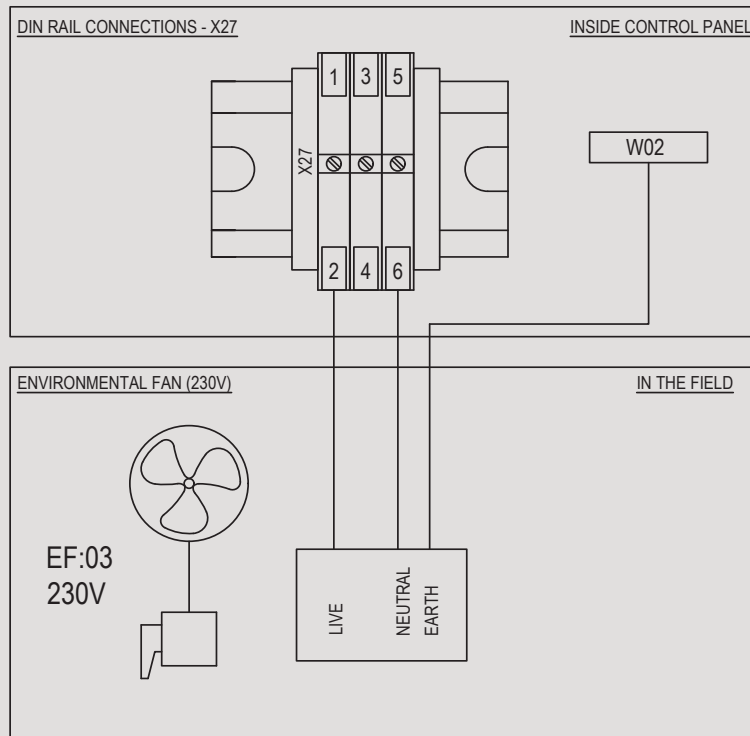 DIN RAIL CONNECTIONS - X27
INSIDE CONTROL PANEL
1 3 5
X27
W02
2 4 6
ENVIRONMENTAL FAN (230V)
IN THE FIELD
EF:03
230V
LIVE
NEUTRAL
EARTH